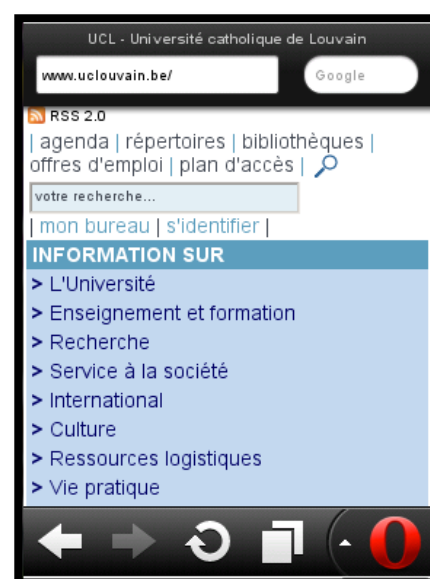 UCL - Université catholique de Louvain
www.uclouvain.be/ Google
RSS 2.0
| agenda | répertoires | bibliothèques |
offres d'emploi | plan d'accès |
votre recherche...
| mon bureau | s'identifier |
INFORMATION SUR
> L'Université
> Enseignement et formation
> Recherche
> Service à la société
> International
> Culture
> Ressources logistiques
> Vie pratique